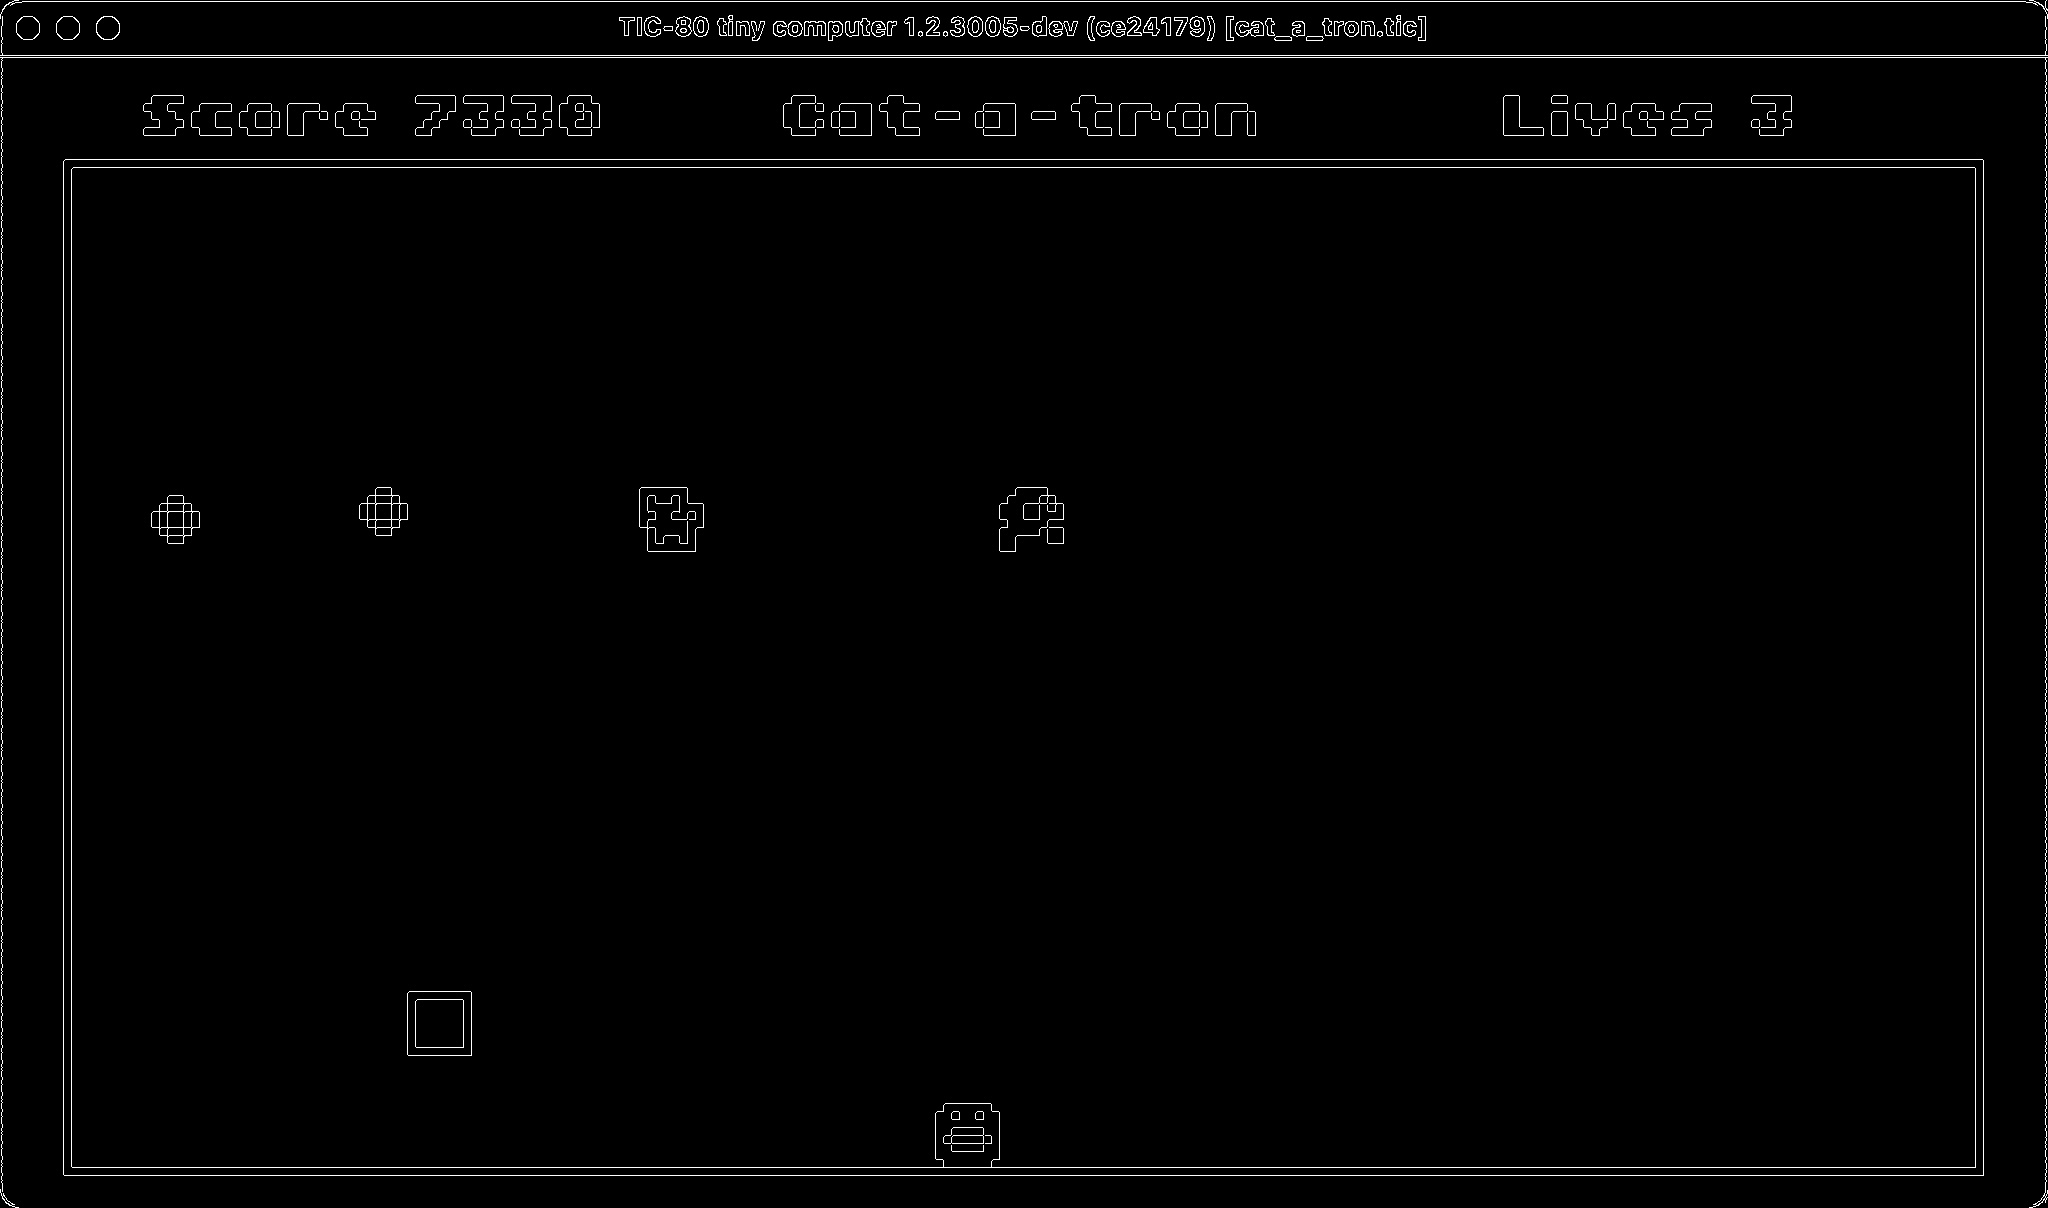 TIC-80 tiny computer 1.2.3005-dev (ce24179) [cat_a_tron.tic]
Score 7330 Cat-a-tron Lives 3